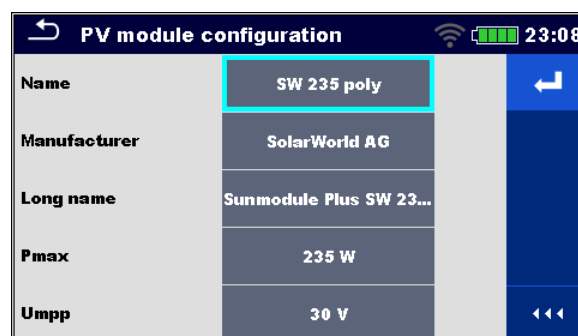 PV module configuration 23:08
Name SW 235 poly
Manufacturer SolarWorld AG
Long name Sunmodule Plus SW 23...
Pmax 235 W
Umpp 30 V